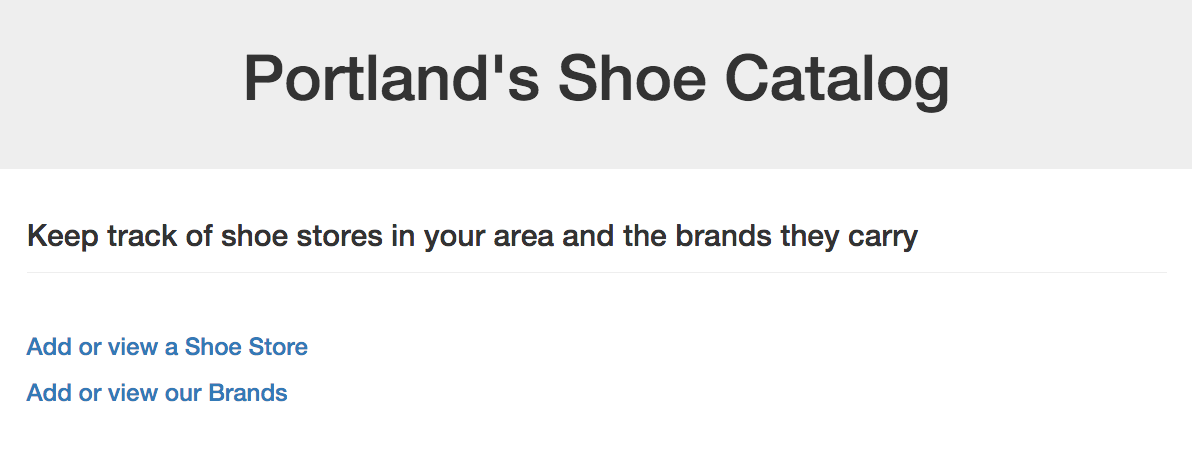 Portland's Shoe Catalog
Keep track of shoe stores in your area and the brands they carry
Add or view a Shoe Store
Add or view our Brands